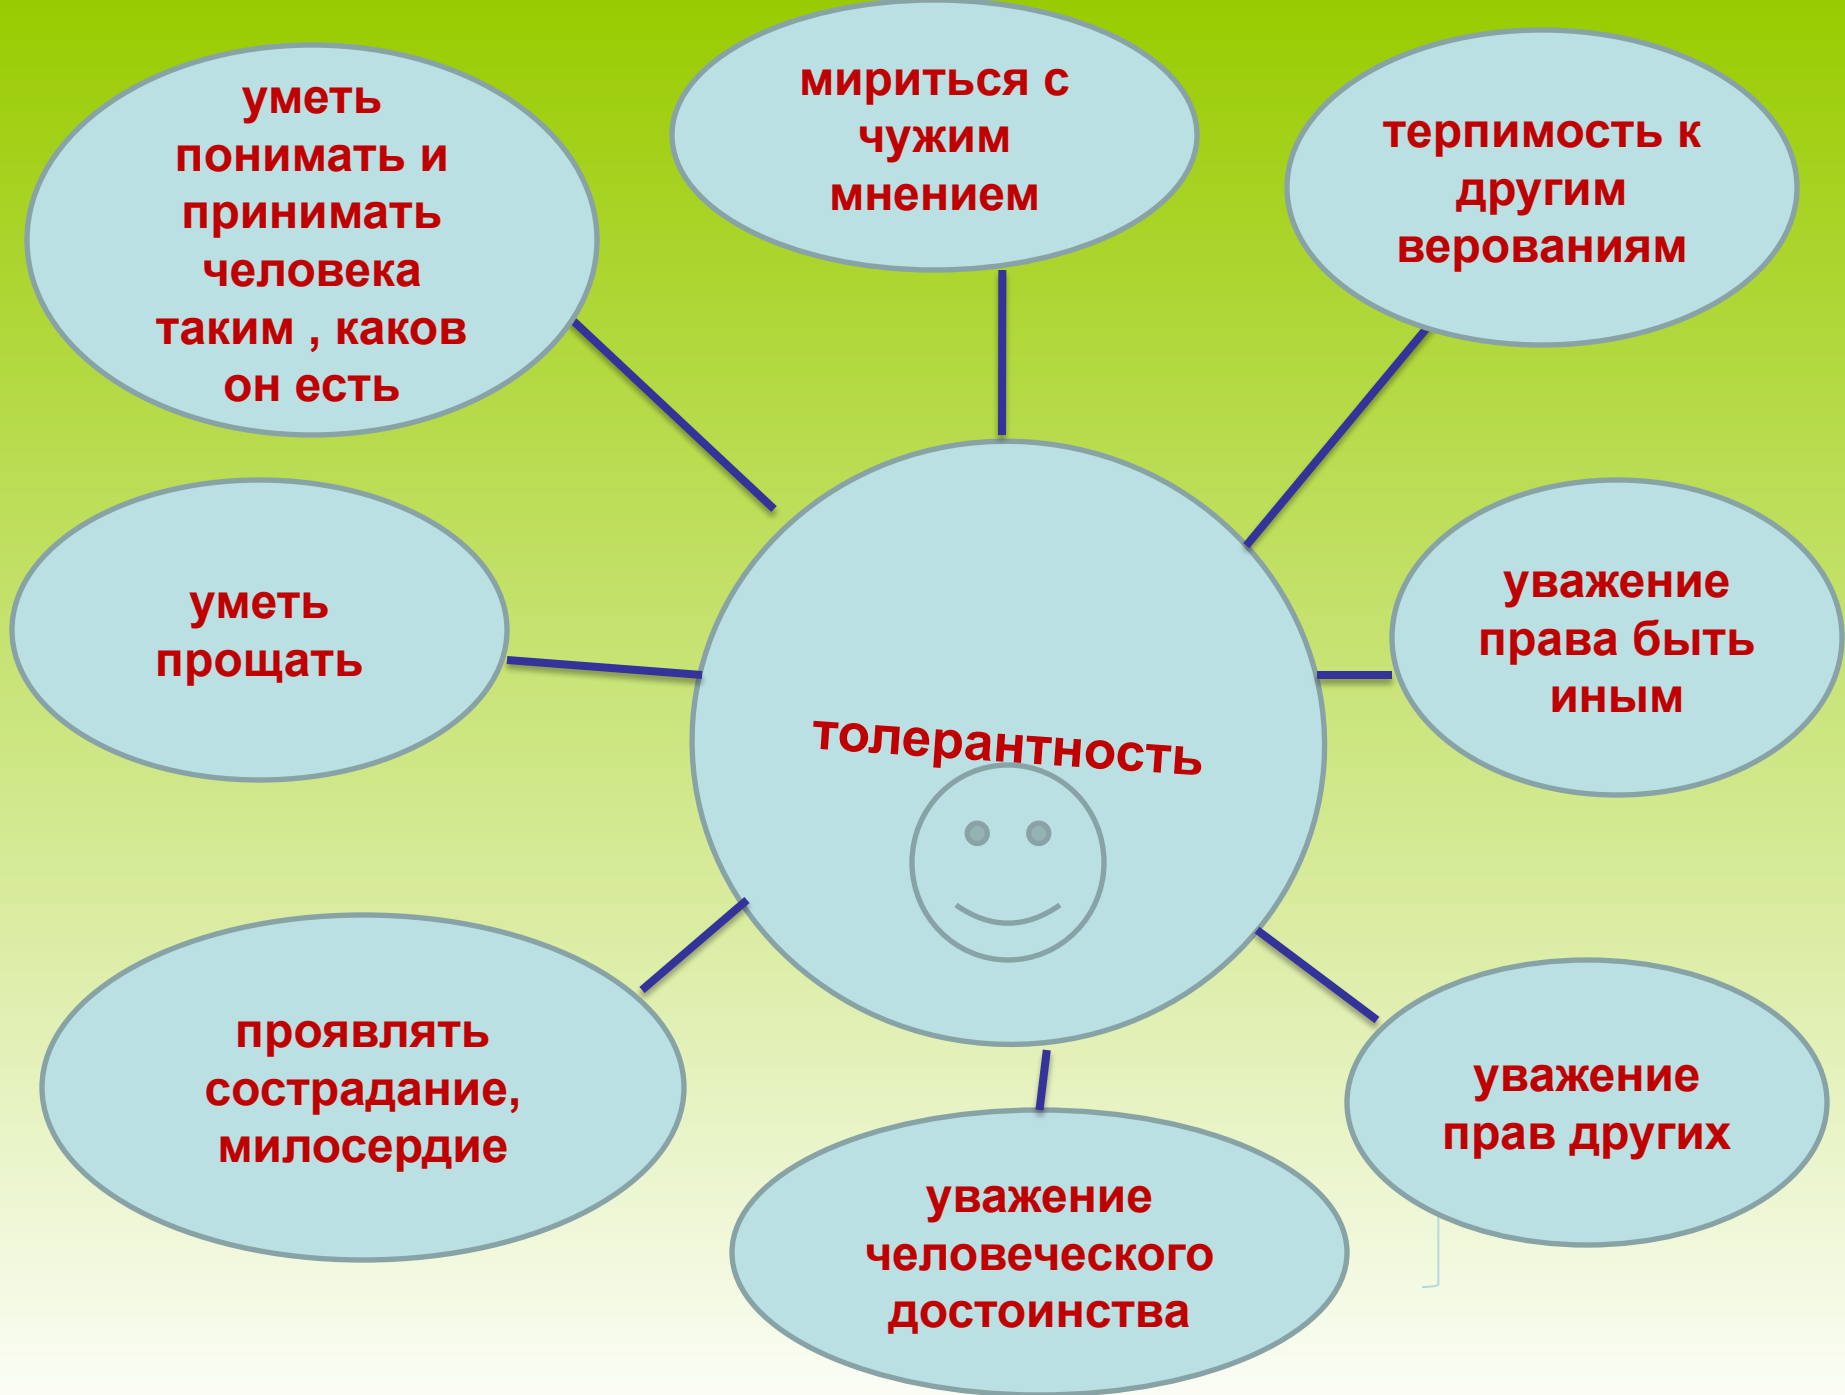 уметь
понимать и
принимать
человека
таким , каков
он есть
мириться с
чужим
мнением
терпимость к
другим
верованиям
уметь
прощать
толерантность
уважение
права быть
иным
проявлять
сострадание,
милосердие
уважение
человеческого
достоинства
уважение
прав других